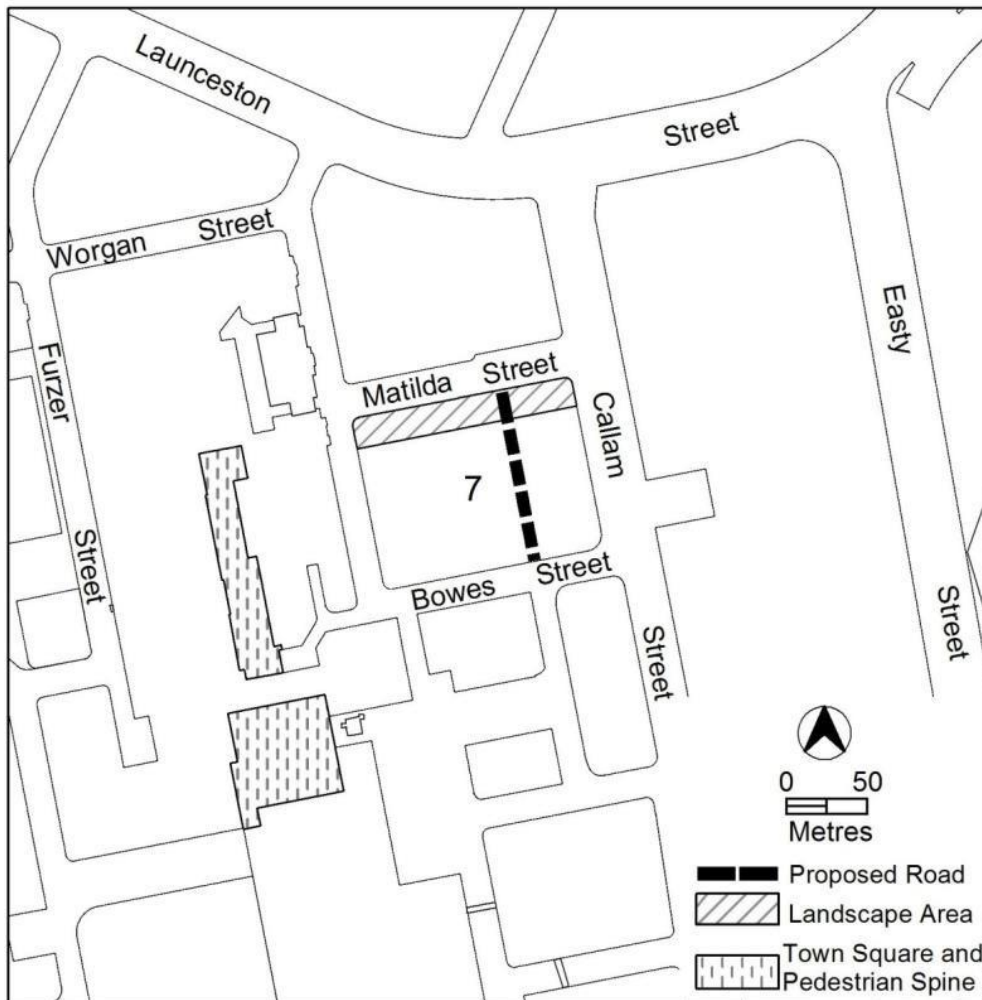 Launceston
Street
Worgan Street
Easty
Furzer
Matilda Street
Callam
7
Street
Bowes Street
Street
Street
0 50
Metres
Proposed Road
Landscape Area
Town Square and
Pedestrian Spine